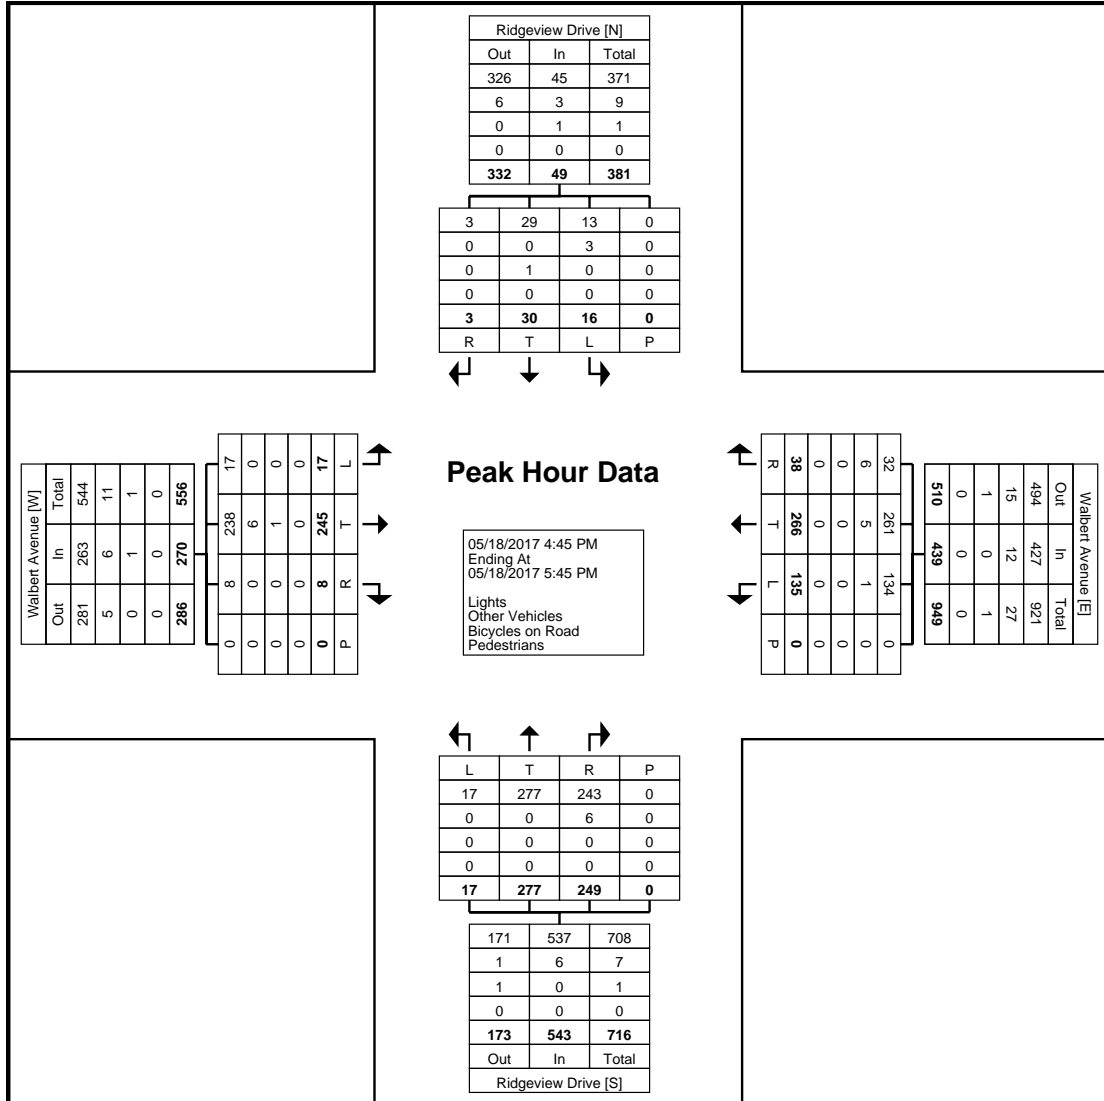 Ridgeview Drive [N]
Out In Total
326 45 371
6 3 9
0 1 1
0 0 0
332 49 381
3 29 13 0
0 0 3 0
0 1 0 0
0 0 0 0
3 30 16 0
R T L P
Walbert Avenue [W]
Total 544 11 1 0 556
In 263 6 1 0 270
Out 281 5 0 0 286
17 0 0 0 17 L
238 6 1 0 245 T
8 0 0 0 8 R
0 0 0 0 0 P
Peak Hour Data
05/18/2017 4:45 PM
Ending At
05/18/2017 5:45 PM
Lights
Other Vehicles
Bicycles on Road
Pedestrians
R 38 0 0 6 32
T 266 0 0 5 261
L 135 0 0 1 134
P 0 0 0 0 0
510 0 1 15 494 Out
439 0 0 12 427 In
949 0 1 27 921 Total
Walbert Avenue [E]
L T R P
17 277 243 0
0 0 6 0
0 0 0 0
0 0 0 0
17 277 249 0
171 537 708
1 6 7
1 0 1
0 0 0
173 543 716
Out In Total
Ridgeview Drive [S]